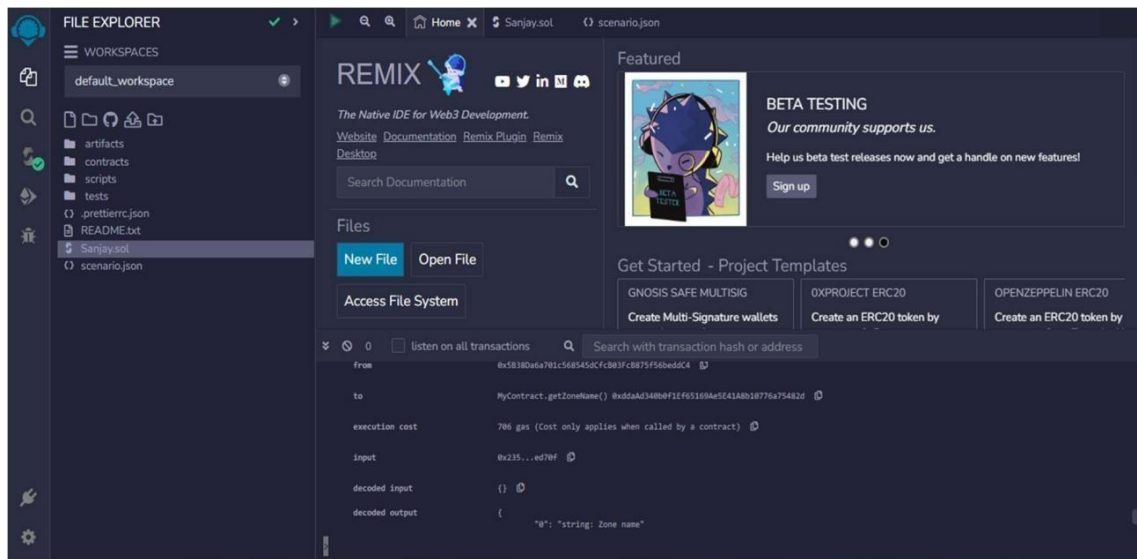 FILE EXPLORER
WORKSPACES
default_workspace
artifacts
contracts
scripts
tests
.prettierrc.json
README.txt
Sanjay.sol
scenario.json
Home
Sanjay.sol
scenario.json
REMIX
The Native IDE for Web3 Development.
Website Documentation Remix Plugin Remix
Desktop
Search Documentation
Files
New File Open File
Access File System
Featured
BETA TESTER
BETA TESTING
Our community supports us.
Help us beta test releases now and get a handle on new features!
Sign up
Get Started - Project Templates
GNOSIS SAFE MULTISIG
Create Multi-Signature wallets
0XPROJECT ERC20
Create an ERC20 token by
OPENZEPPELIN ERC20
Create an ERC20 token by
0 listen on all transactions Search with transaction hash or address
from 0x5B38Da6a701c568545dCfcB03FcB875f56beddC4
to MyContract.getZoneName() 0xddaAd340b0f1Ef65169Ae5E41A8b10776a75482d
execution cost 706 gas (Cost only applies when called by a contract)
input 0x235...ed70f
decoded input {}
decoded output {
"0": "string: Zone name"
>